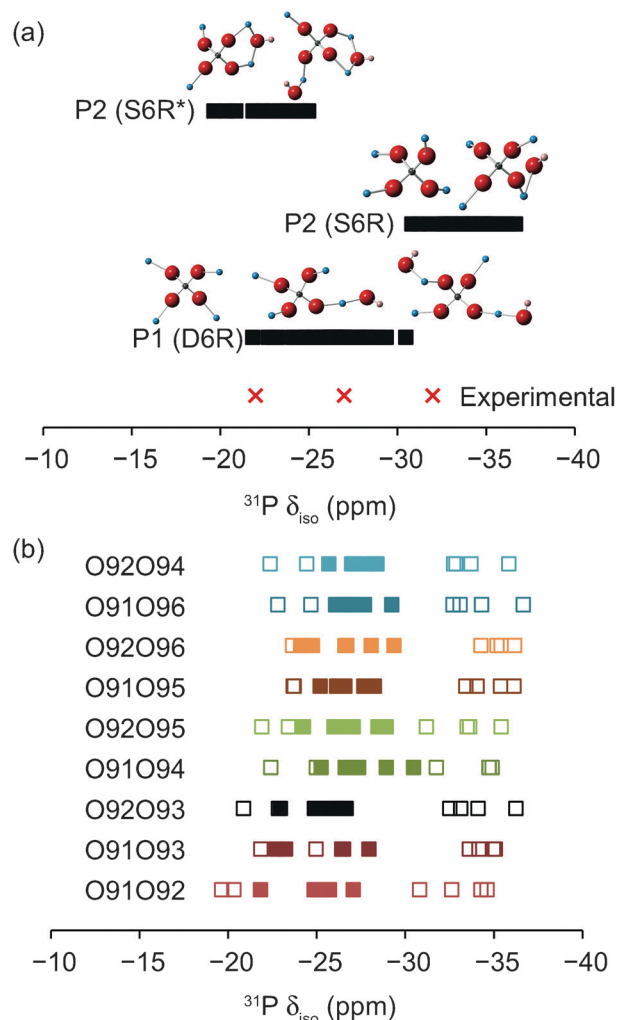 (a)
P2 (S6R*)
P2 (S6R)
P1 (D6R)
Experimental
−10 −15 −20 −25 −30 −35 −40
³¹P δiso (ppm)
(b)
O92O94
O91O96
O92O96
O91O95
O92O95
O91O94
O92O93
O91O93
O91O92
−10 −15 −20 −25 −30 −35 −40
³¹P δiso (ppm)